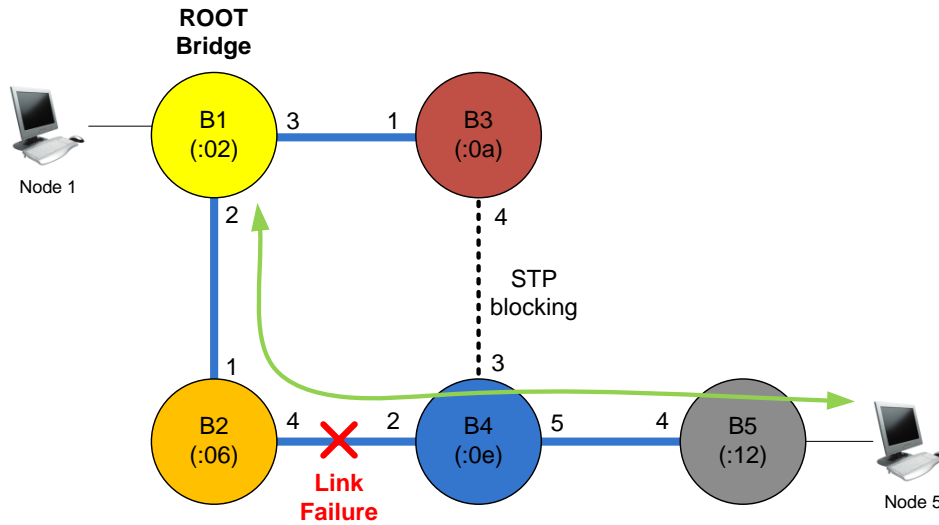 ROOT
Bridge
B1
(:02)
3
1
B3
(:0a)
Node 1
2
4
STP
blocking
1
3
B2
(:06)
4
2
B4
(:0e)
5
4
B5
(:12)
Link
Failure
Node 5